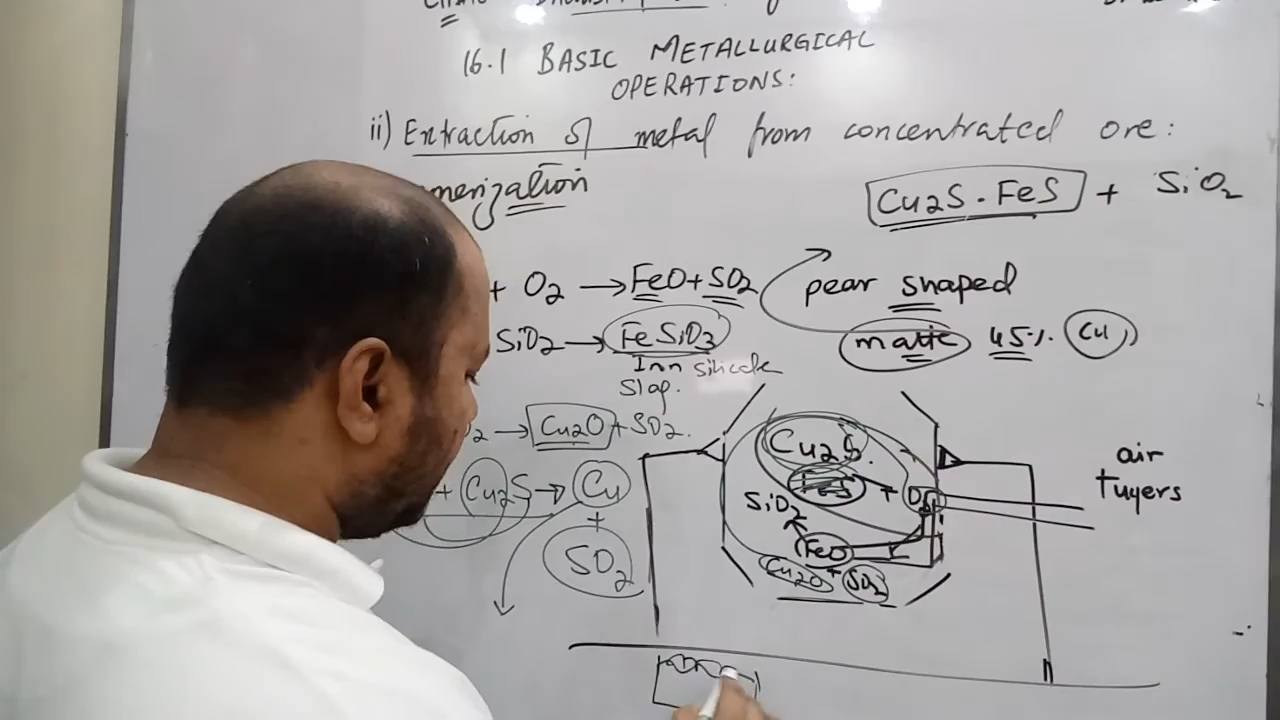 16.1 BASIC METALLURGICAL
OPERATIONS:
ii) Extraction of metal from concentrated ore:
merization
Cu2S.FeS + SiO2
+ O2 → FeO + SO2
pear shaped
SiO2 → FeSiO3
matte 45% Cu
Iron silicate
Slag.
→ Cu2O + SO2.
Cu2S.
FeS + O2
air
tuyers
+ Cu2S → Cu
+
SO2
SiO2
FeO
+
Cu2O SO2